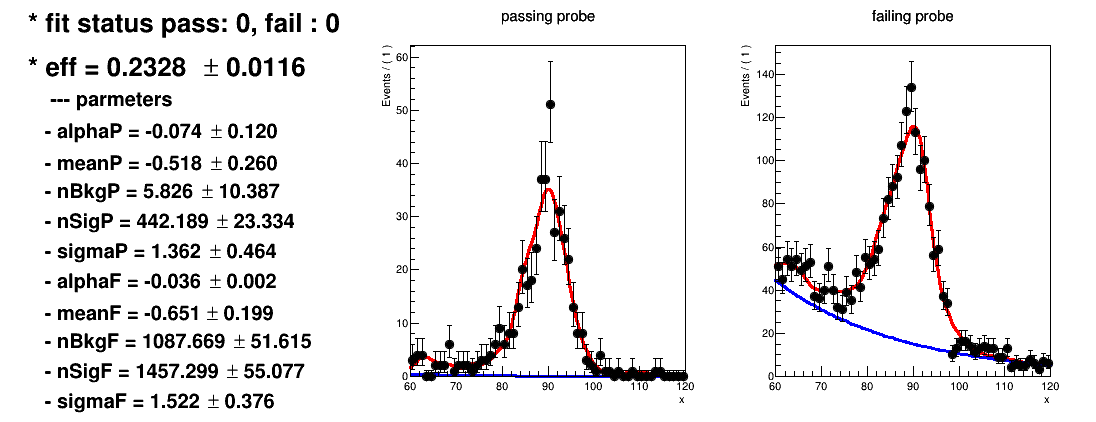 * fit status pass: 0, fail : 0
* eff = 0.2328 ± 0.0116
--- parmeters
- alphaP = -0.074 ± 0.120
- meanP = -0.518 ± 0.260
- nBkgP = 5.826 ± 10.387
- nSigP = 442.189 ± 23.334
- sigmaP = 1.362 ± 0.464
- alphaF = -0.036 ± 0.002
- meanF = -0.651 ± 0.199
- nBkgF = 1087.669 ± 51.615
- nSigF = 1457.299 ± 55.077
- sigmaF = 1.522 ± 0.376
passing probe
Events / ( 1 )
60
50
40
30
20
10
0
60 70 80 90 100 110 120
x
failing probe
Events / ( 1 )
140
120
100
80
60
40
20
0
60 70 80 90 100 110 120
x